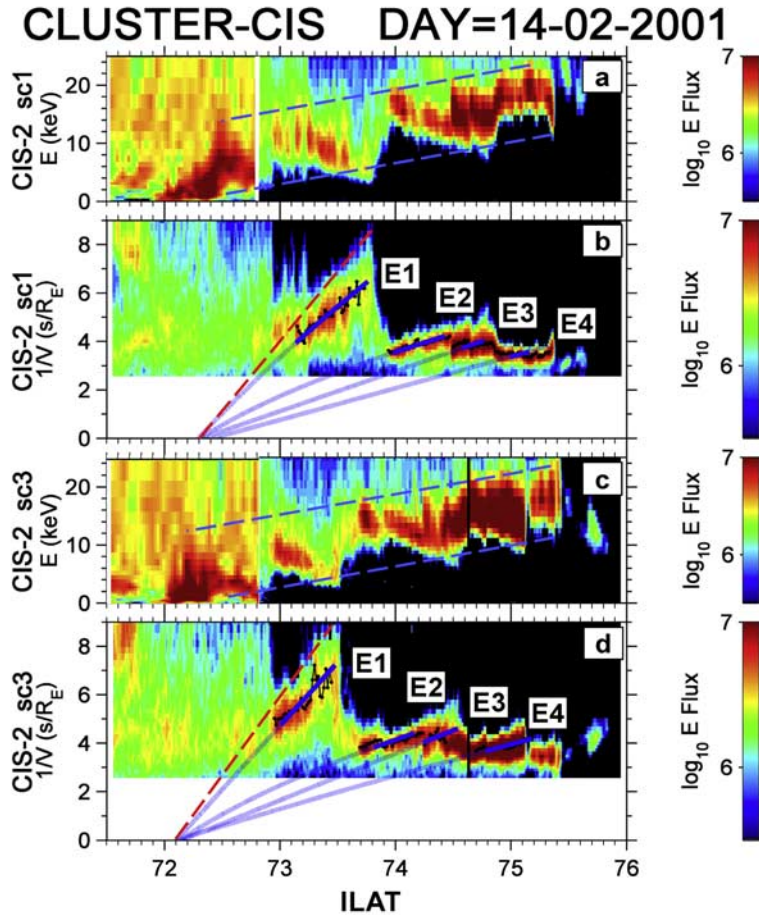 CLUSTER-CIS DAY=14-02-2001
CIS-2 sc1
E (keV)
20
10
0
a
7
6
log10 E Flux
CIS-2 sc1
1/V (s/RE)
8
6
4
2
0
b
E1
E2
E3
E4
7
6
log10 E Flux
CIS-2 sc3
E (keV)
20
10
0
c
7
6
log10 E Flux
CIS-2 sc3
1/V (s/RE)
8
6
4
2
0
d
E1
E2
E3
E4
7
6
log10 E Flux
72 73 74 75 76
ILAT